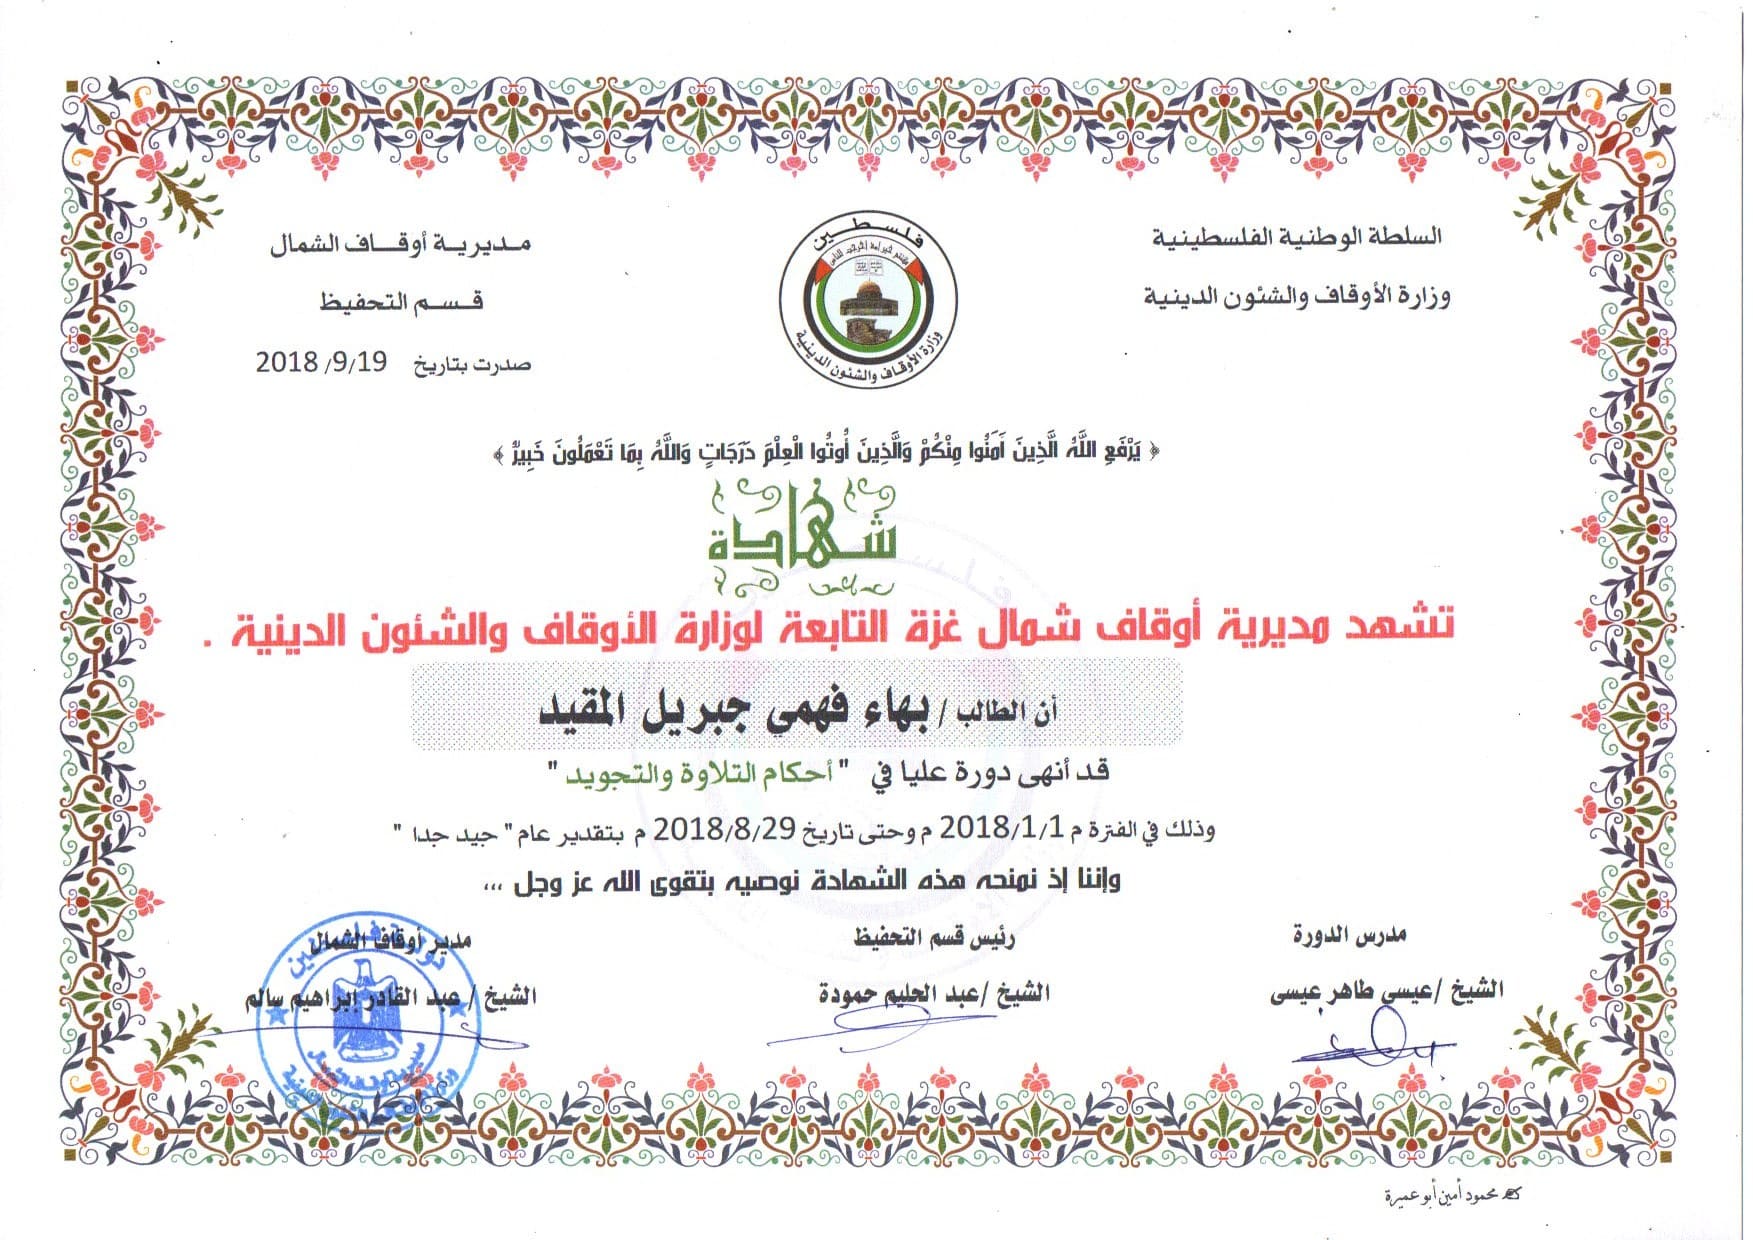 السلطة الوطنية الفلسطينية
وزارة الأوقاف والشئون الدينية
فلسطين
وزارة الأوقاف والشئون الدينية
مديرية أوقاف الشمال
قسم التحفيظ
صدرت بتاريخ 2018/9/19
﴿ يَرْفَعِ اللَّهُ الَّذِينَ آمَنُوا مِنْكُمْ وَالَّذِينَ أُوتُوا الْعِلْمَ دَرَجَاتٍ وَاللَّهُ بِمَا تَعْمَلُونَ خَبِيرٌ ﴾
شهادة
تشهد مديرية أوقاف شمال غزة التابعة لوزارة الأوقاف والشئون الدينية .
أن الطالب / بهاء فهمي جبريل المقيد
قد أنهى دورة عليا في " أحكام التلاوة والتجويد "
وذلك في الفترة م 2018/1/1 م وحتى تاريخ 2018/8/29 م بتقدير عام " جيد جدا "
وإننا إذ نمنحه هذه الشهادة نوصيه بتقوى الله عز وجل ...
مدرس الدورة
رئيس قسم التحفيظ
مدير أوقاف الشمال
الشيخ /عيسى طاهر عيسى
الشيخ /عبد الحليم حمودة
الشيخ / عبد القادر إبراهيم سالم
محمود أمين أبو عميرة